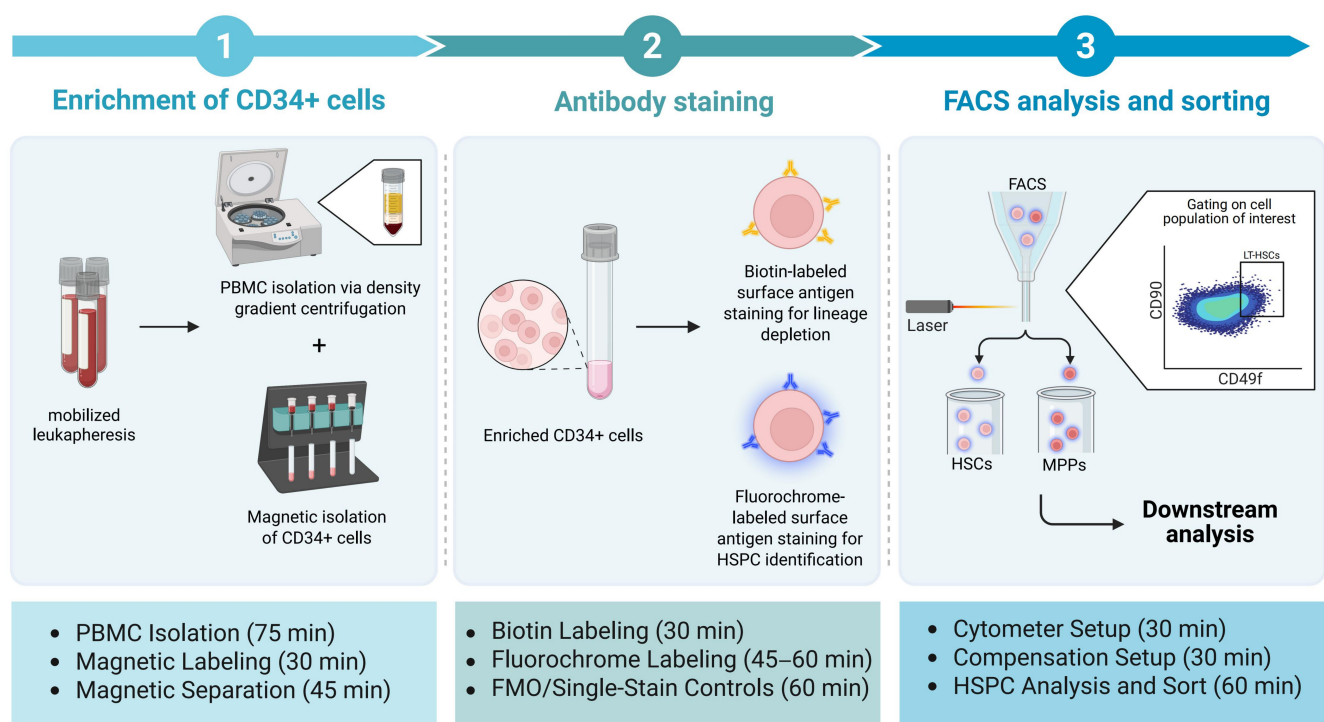 1
Enrichment of CD34+ cells
mobilized
leukapheresis
PBMC isolation via density
gradient centrifugation
+
Magnetic isolation
of CD34+ cells
• PBMC Isolation (75 min)
• Magnetic Labeling (30 min)
• Magnetic Separation (45 min)
2
Antibody staining
Enriched CD34+ cells
Biotin-labeled
surface antigen
staining for lineage
depletion
Fluorochrome-
labeled surface
antigen staining for
HSPC identification
• Biotin Labeling (30 min)
• Fluorochrome Labeling (45–60 min)
• FMO/Single-Stain Controls (60 min)
3
FACS analysis and sorting
FACS
Laser
Gating on cell
population of interest
LT-HSCs
CD90
CD49f
HSCs
MPPs
Downstream
analysis
• Cytometer Setup (30 min)
• Compensation Setup (30 min)
• HSPC Analysis and Sort (60 min)